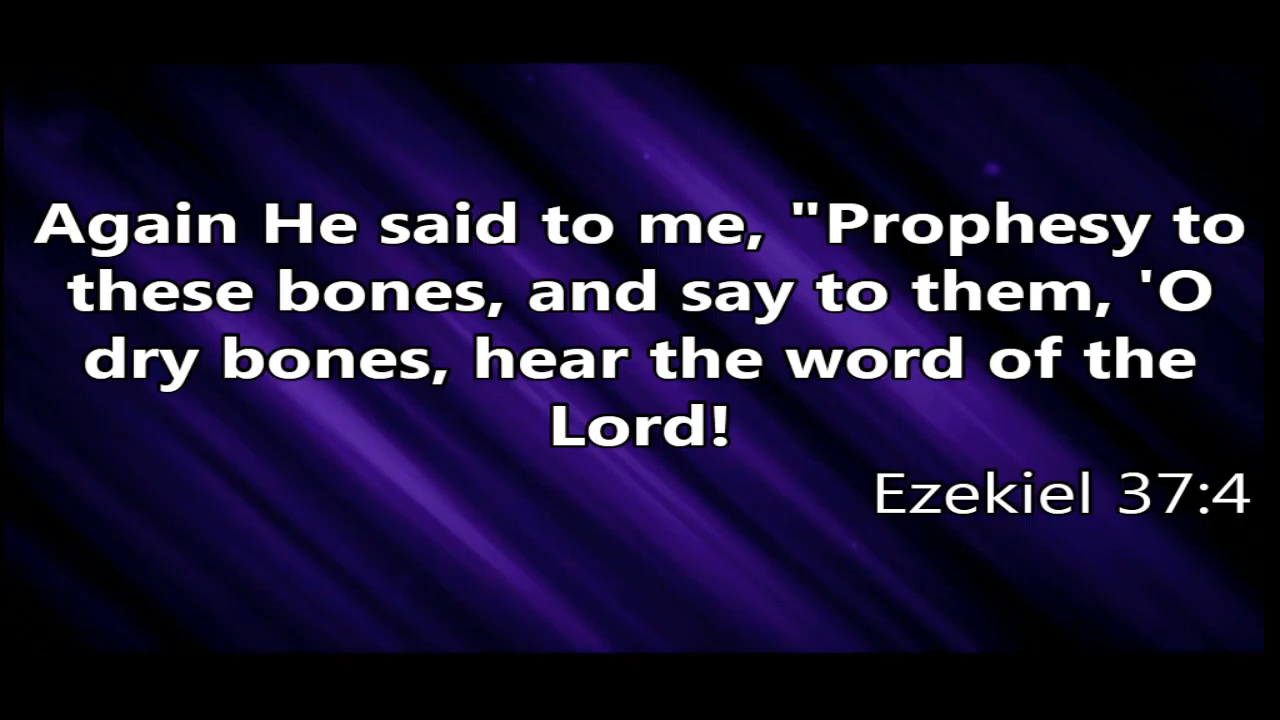 Again He said to me, "Prophesy to
these bones, and say to them, 'O
dry bones, hear the word of the
Lord!
Ezekiel 37:4